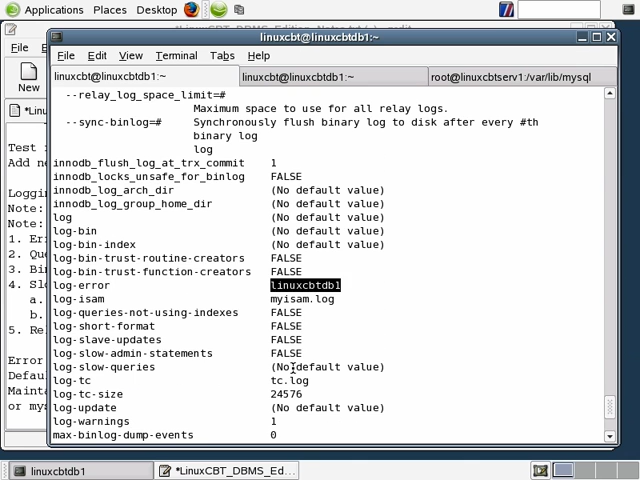 Applications Places Desktop
linuxcbt@linuxcbtdb1:~
File Edit View Terminal Tabs Help
linuxcbt@linuxcbtdb1:~
linuxcbt@linuxcbtdb1:~
root@linuxcbtserv1:/var/lib/mysql
--relay_log_space_limit=#
Maximum space to use for all relay logs.
--sync-binlog=# Synchronously flush binary log to disk after every #th
binary log
log
innodb_flush_log_at_trx_commit 1
innodb_locks_unsafe_for_binlog FALSE
innodb_log_arch_dir (No default value)
innodb_log_group_home_dir (No default value)
log (No default value)
log-bin (No default value)
log-bin-index (No default value)
log-bin-trust-routine-creators FALSE
log-bin-trust-function-creators FALSE
log-error linuxcbtdb1
log-isam myisam.log
log-queries-not-using-indexes FALSE
log-short-format FALSE
log-slave-updates FALSE
log-slow-admin-statements FALSE
log-slow-queries (No default value)
log-tc tc.log
log-tc-size 24576
log-update (No default value)
log-warnings 1
max-binlog-dump-events 0
File
New
*Linu
Test
Add ne
Loggin
Note:
Note:
1. Er
2. Que
3. Bin
4. Slo
a.
b.
5. Re
Error
Defau
Mainta
or mys
linuxcbtdb1
*LinuxCBT_DBMS_Ed...